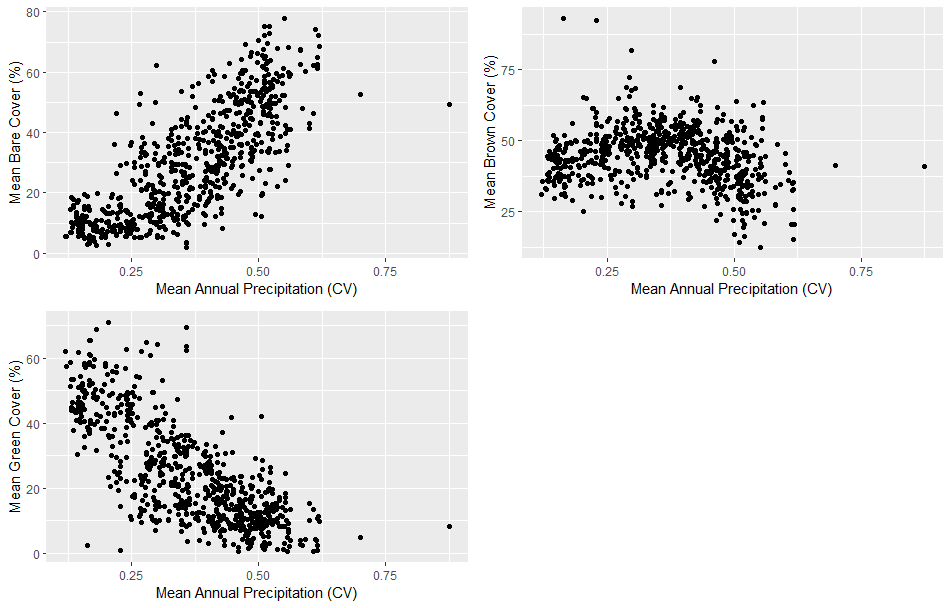 Mean Bare Cover (%)
80
60
40
20
0
0.25 0.50 0.75
Mean Annual Precipitation (CV)
Mean Brown Cover (%)
75
50
25
0.25 0.50 0.75
Mean Annual Precipitation (CV)
Mean Green Cover (%)
60
40
20
0
0.25 0.50 0.75
Mean Annual Precipitation (CV)